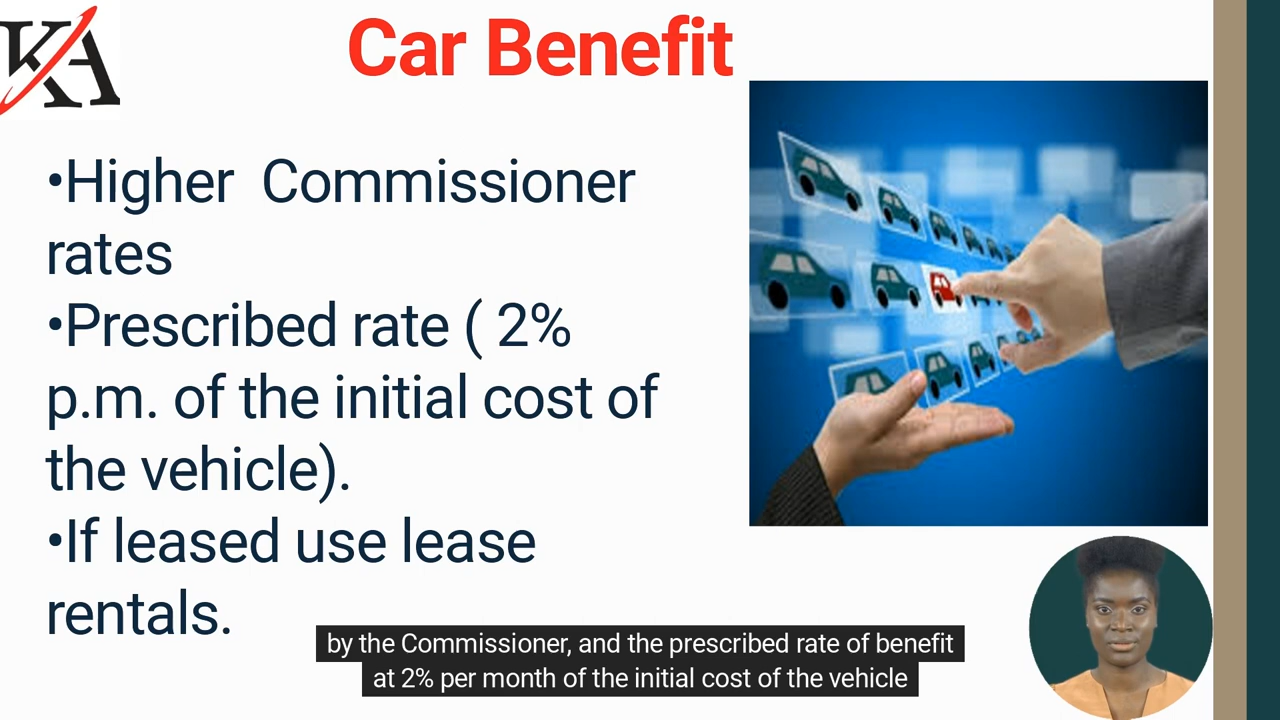 KA
Car Benefit
•Higher Commissioner
rates
•Prescribed rate ( 2%
p.m. of the initial cost of
the vehicle).
•If leased use lease
rentals.
by the Commissioner, and the prescribed rate of benefit
at 2% per month of the initial cost of the vehicle